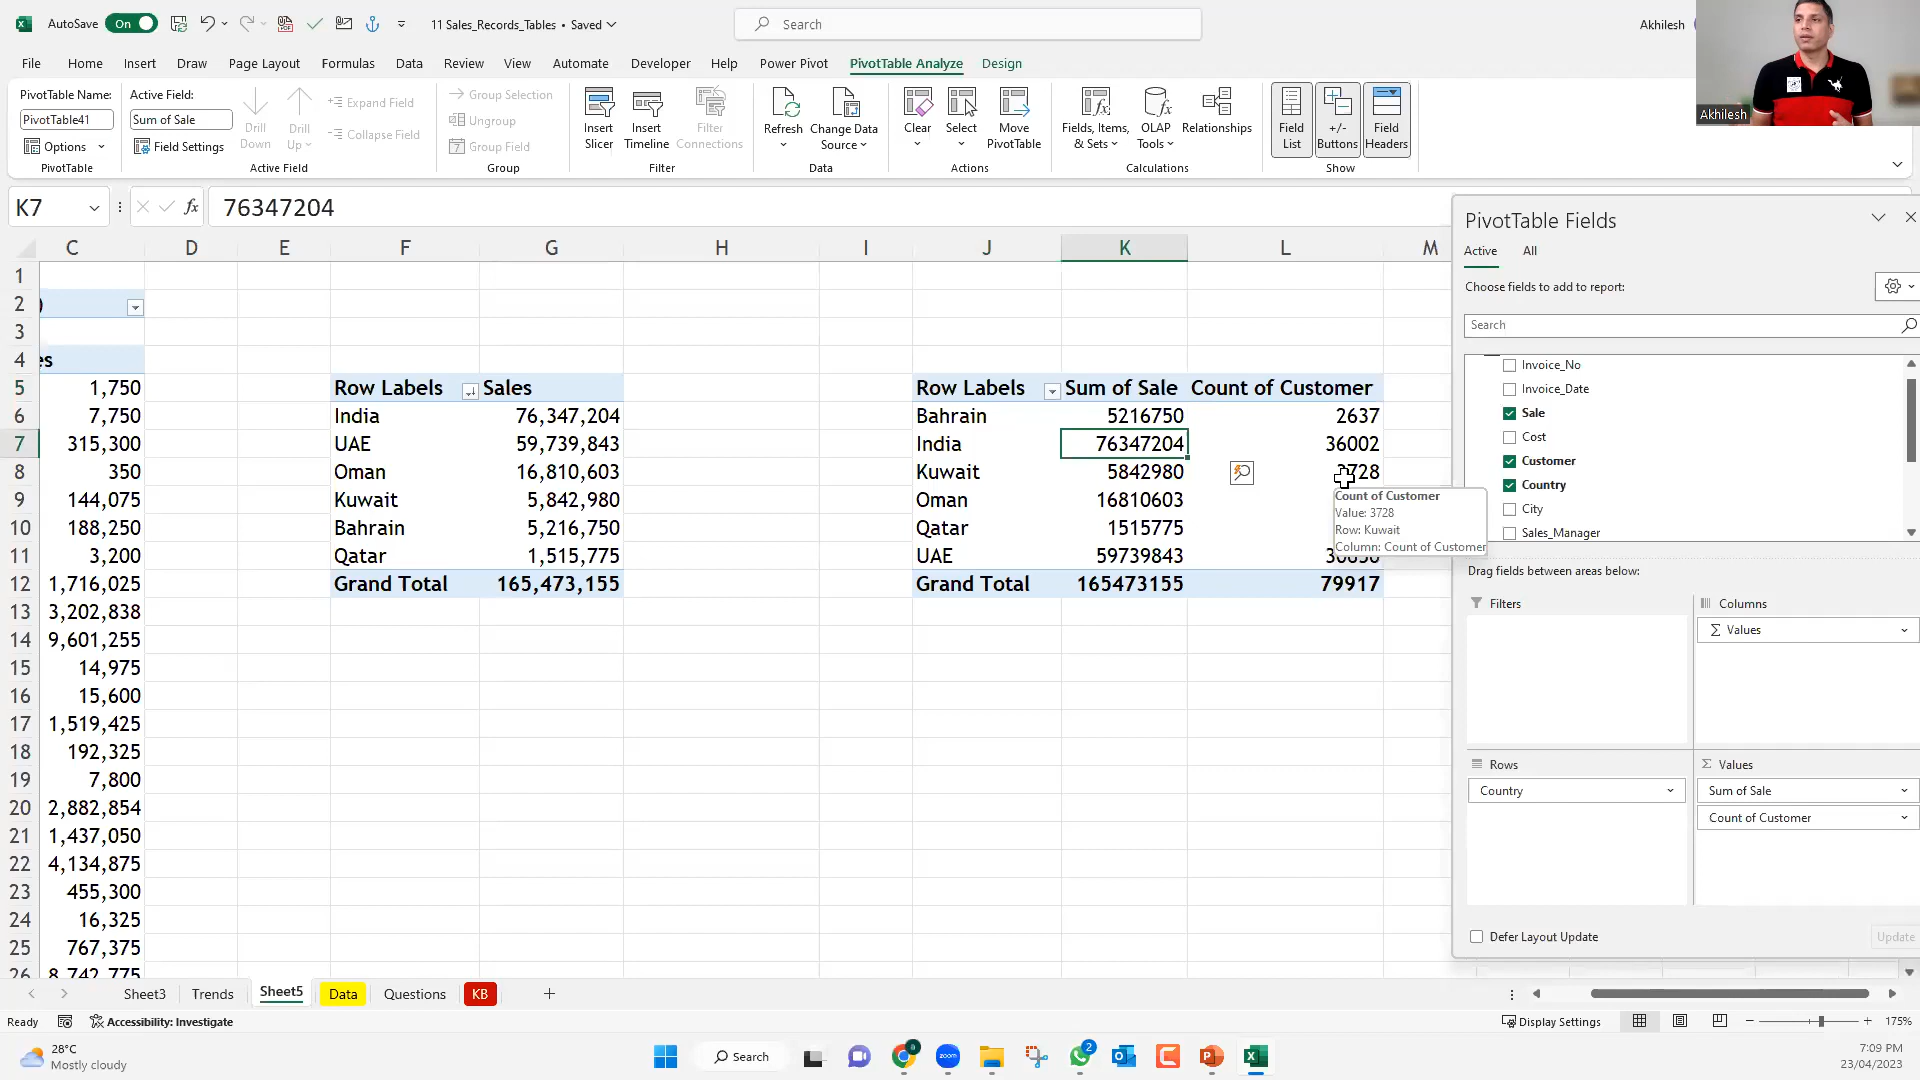 AutoSave On 11 Sales_Records_Tables • Saved Search Akhilesh
File Home Insert Draw Page Layout Formulas Data Review View Automate Developer Help Power Pivot PivotTable Analyze Design
PivotTable Name:
PivotTable41
Options
PivotTable
Active Field:
Sum of Sale
Field Settings
Drill Down
Drill Up
Expand Field
Collapse Field
Active Field
Group Selection
Ungroup
Group Field
Group
Insert Slicer
Insert Timeline
Filter Connections
Filter
Refresh
Change Data Source
Data
Clear
Select
Move PivotTable
Actions
Fields, Items, & Sets
OLAP Tools
Relationships
Calculations
Field List
+/- Buttons
Field Headers
Show
Akhilesh
K7 fx 76347204
C D E F G H I J K L M
1
2 )
3
4 es
5 1,750 Row Labels Sales Row Labels Sum of Sale Count of Customer
6 7,750 India 76,347,204 Bahrain 5216750 2637
7 315,300 UAE 59,739,843 India 76347204 36002
8 350 Oman 16,810,603 Kuwait 5842980 3728
9 144,075 Kuwait 5,842,980 Oman 16810603
10 188,250 Bahrain 5,216,750 Qatar 1515775
11 3,200 Qatar 1,515,775 UAE 59739843
12 1,716,025 Grand Total 165,473,155 Grand Total 165473155 79917
13 3,202,838
14 9,601,255
15 14,975
16 15,600
17 1,519,425
18 192,325
19 7,800
20 2,882,854
21 1,437,050
22 4,134,875
23 455,300
24 16,325
25 767,375
26 8,742,775
Count of Customer
Value: 3728
Row: Kuwait
Column: Count of Customer
PivotTable Fields
Active All
Choose fields to add to report:
Search
Invoice_No
Invoice_Date
Sale
Cost
Customer
Country
City
Sales_Manager
Drag fields between areas below:
Filters
Columns
Σ Values
Rows
Country
Σ Values
Sum of Sale
Count of Customer
Defer Layout Update Update
Sheet3 Trends Sheet5 Data Questions KB
Ready Accessibility: Investigate Display Settings 175%
28°C
Mostly cloudy
Search
zoom
2
7:09 PM
23/04/2023